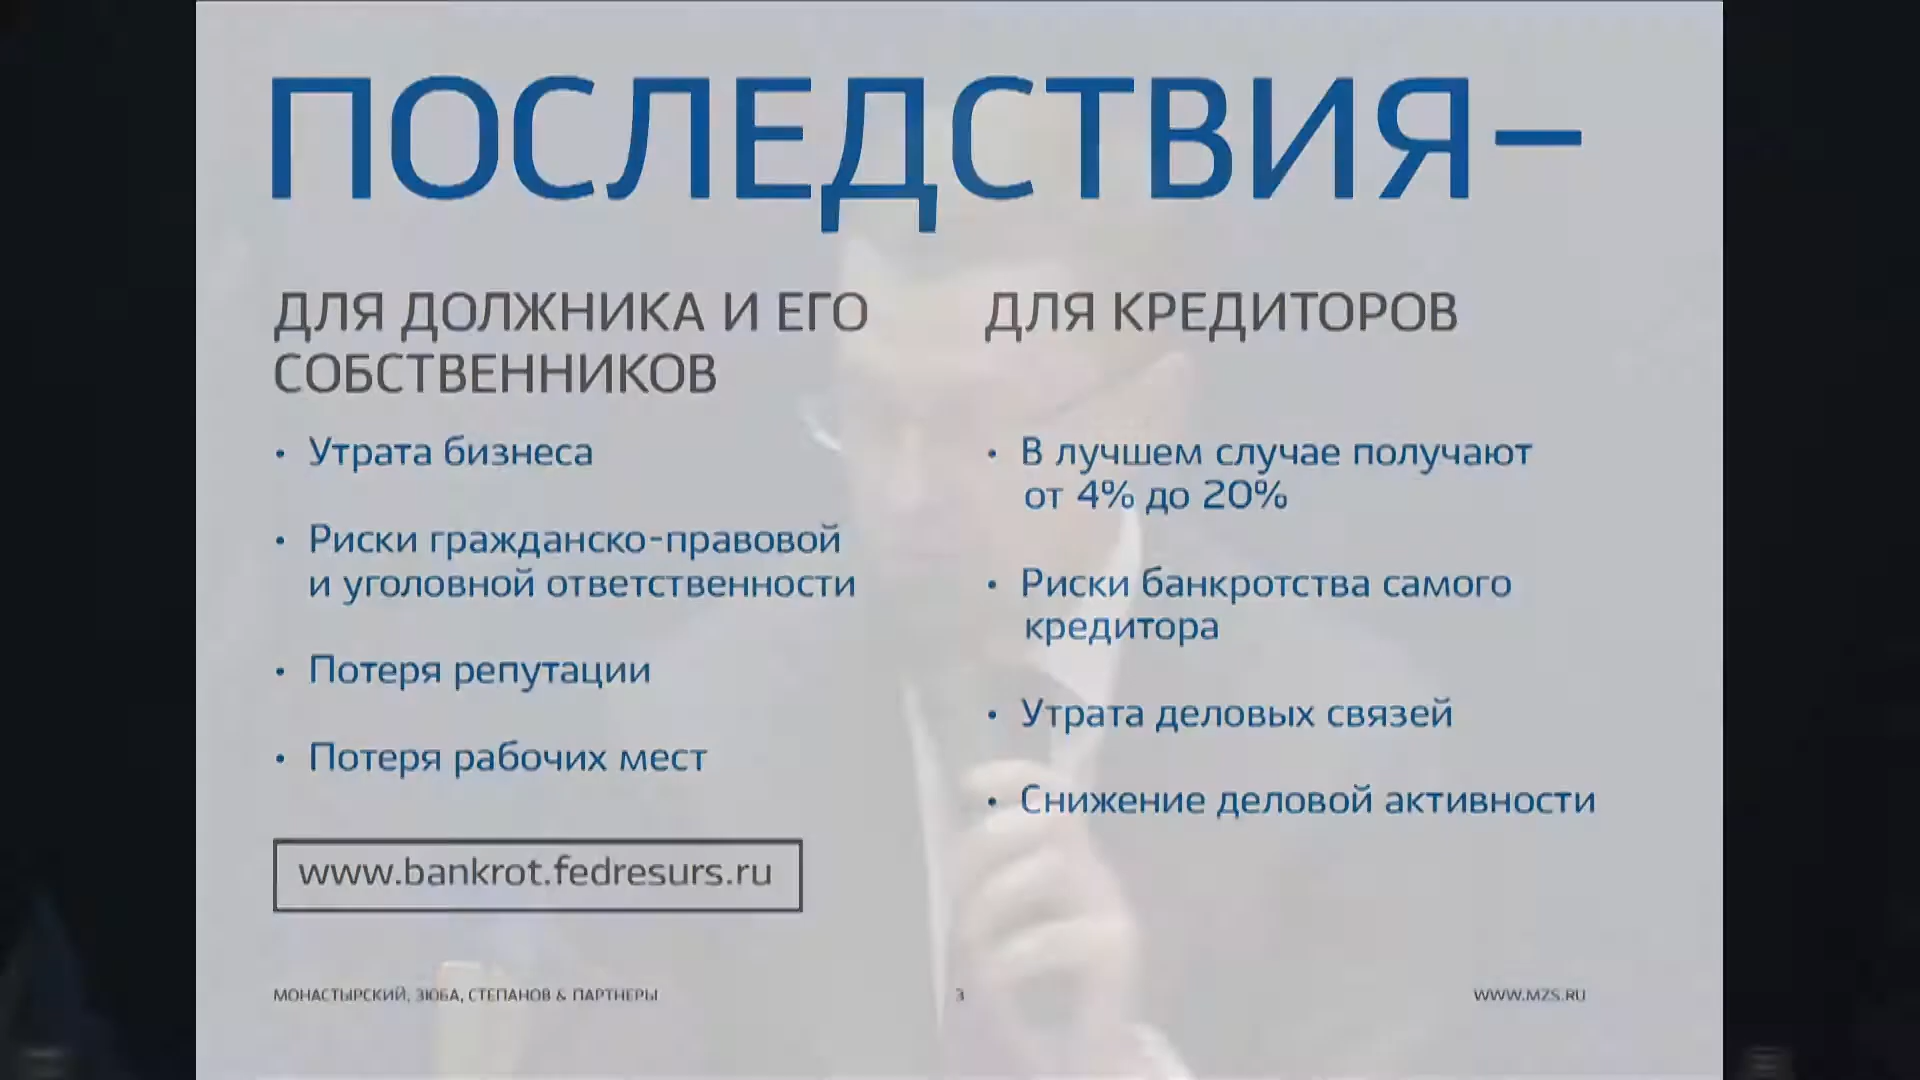 ПОСЛЕДСТВИЯ–
ДЛЯ ДОЛЖНИКА И ЕГО
СОБСТВЕННИКОВ
• Утрата бизнеса
• Риски гражданско-правовой
и уголовной ответственности
• Потеря репутации
• Потеря рабочих мест
www.bankrot.fedresurs.ru
ДЛЯ КРЕДИТОРОВ
• В лучшем случае получают
от 4% до 20%
• Риски банкротства самого
кредитора
• Утрата деловых связей
• Снижение деловой активности
МОНАСТЫРСКИЙ, ЗЮБА, СТЕПАНОВ & ПАРТНЕРЫ
3
WWW.MZS.RU